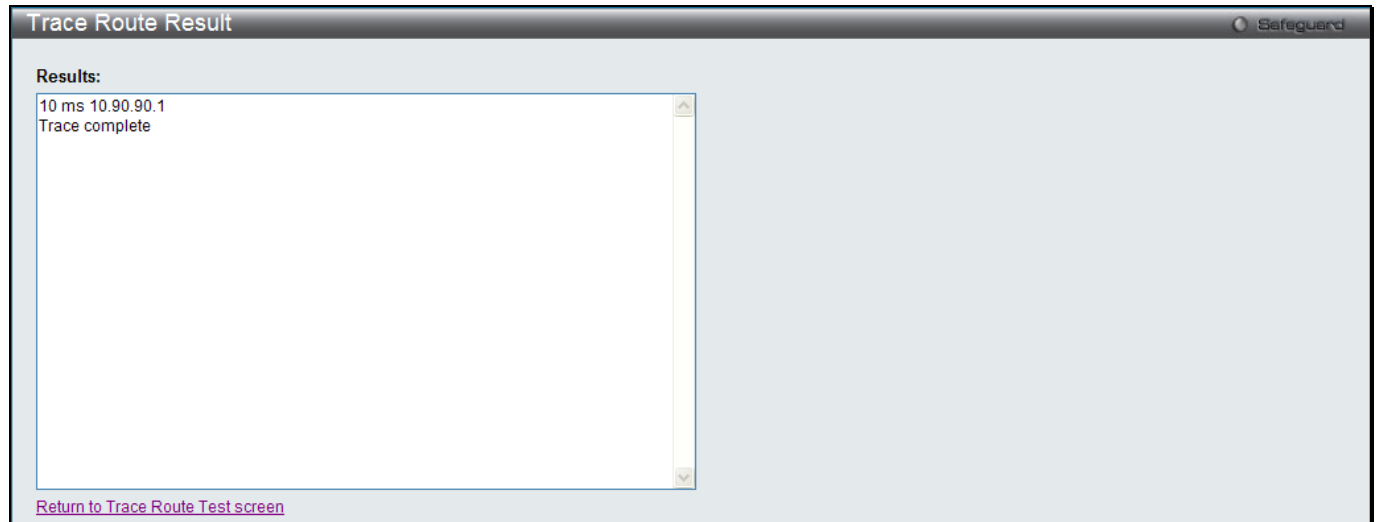 Trace Route Result
Safeguard
Results:
10 ms 10.90.90.1
Trace complete
Return to Trace Route Test screen